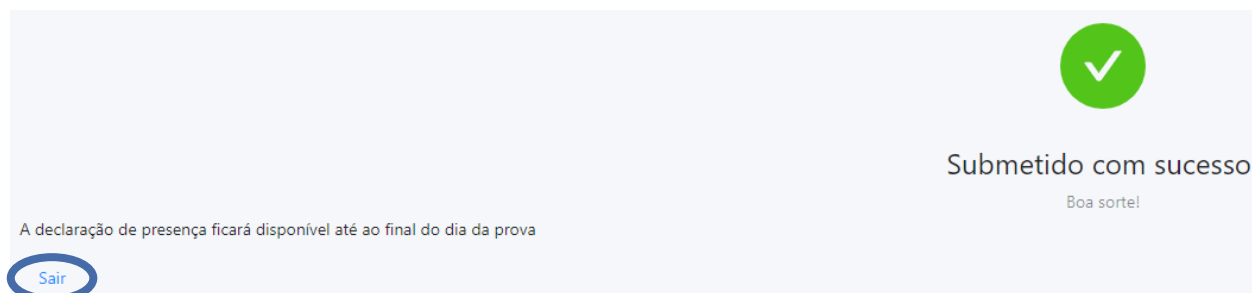 Submetido com sucesso
Boa sorte!
A declaração de presença ficará disponível até ao final do dia da prova
Sair